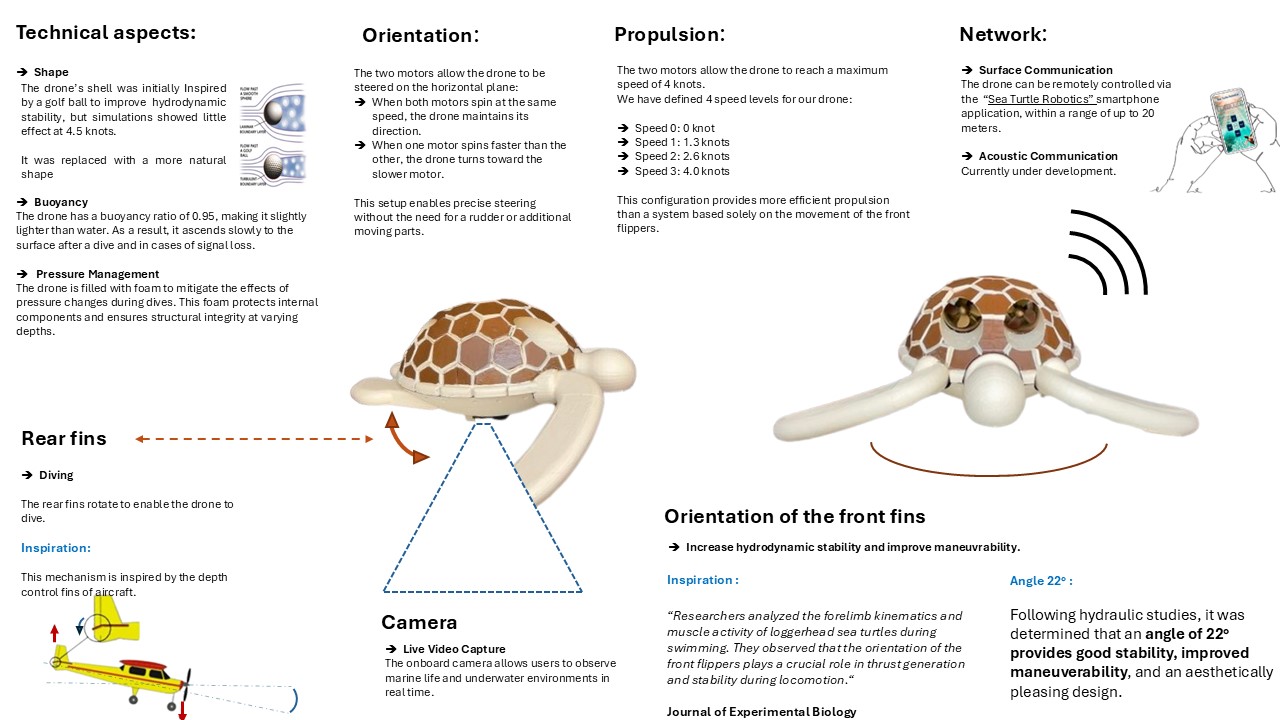 Technical aspects:
➔ Shape
The drone's shell was initially Inspired
by a golf ball to improve hydrodynamic
stability, but simulations showed little
effect at 4.5 knots.
It was replaced with a more natural
shape
FLOW PAST
A SMOOTH
SPHERE
LAMINAR
BOUNDARY LAYER
FLOW PAST
A GOLF
BALL
TURBULENT
BOUNDARY LAYER
➔ Buoyancy
The drone has a buoyancy ratio of 0.95, making it slightly
lighter than water. As a result, it ascends slowly to the
surface after a dive and in cases of signal loss.
➔ Pressure Management
The drone is filled with foam to mitigate the effects of
pressure changes during dives. This foam protects internal
components and ensures structural integrity at varying
depths.
Orientation:
The two motors allow the drone to be
steered on the horizontal plane:
➔ When both motors spin at the same
speed, the drone maintains its
direction.
➔ When one motor spins faster than the
other, the drone turns toward the
slower motor.
This setup enables precise steering
without the need for a rudder or additional
moving parts.
Propulsion:
The two motors allow the drone to reach a maximum
speed of 4 knots.
We have defined 4 speed levels for our drone:
➔ Speed 0: 0 knot
➔ Speed 1: 1.3 knots
➔ Speed 2: 2.6 knots
➔ Speed 3: 4.0 knots
This configuration provides more efficient propulsion
than a system based solely on the movement of the front
flippers.
Network:
➔ Surface Communication
The drone can be remotely controlled via
the “Sea Turtle Robotics” smartphone
application, within a range of up to 20
meters.
➔ Acoustic Communication
Currently under development.
Rear fins
➔ Diving
The rear fins rotate to enable the drone to
dive.
Inspiration:
This mechanism is inspired by the depth
control fins of aircraft.
Camera
➔ Live Video Capture
The onboard camera allows users to observe
marine life and underwater environments in
real time.
Orientation of the front fins
➔ Increase hydrodynamic stability and improve maneuvrability.
Inspiration :
“Researchers analyzed the forelimb kinematics and
muscle activity of loggerhead sea turtles during
swimming. They observed that the orientation of the
front flippers plays a crucial role in thrust generation
and stability during locomotion.“
Journal of Experimental Biology
Angle 22° :
Following hydraulic studies, it was
determined that an angle of 22°
provides good stability, improved
maneuverability, and an aesthetically
pleasing design.